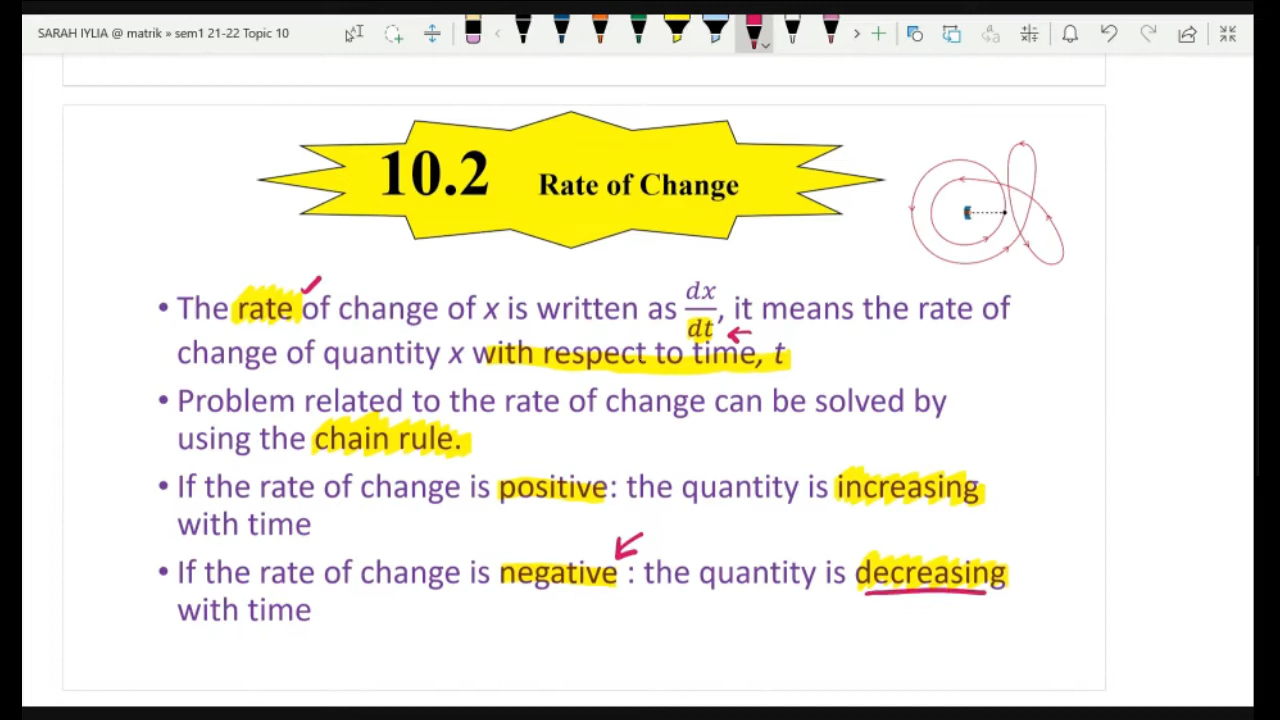 SARAH IYLIA @ matrik » sem1 21-22 Topic 10
10.2 Rate of Change
• The rate of change of x is written as dx/dt, it means the rate of
change of quantity x with respect to time, t
• Problem related to the rate of change can be solved by
using the chain rule.
• If the rate of change is positive: the quantity is increasing
with time
• If the rate of change is negative : the quantity is decreasing
with time